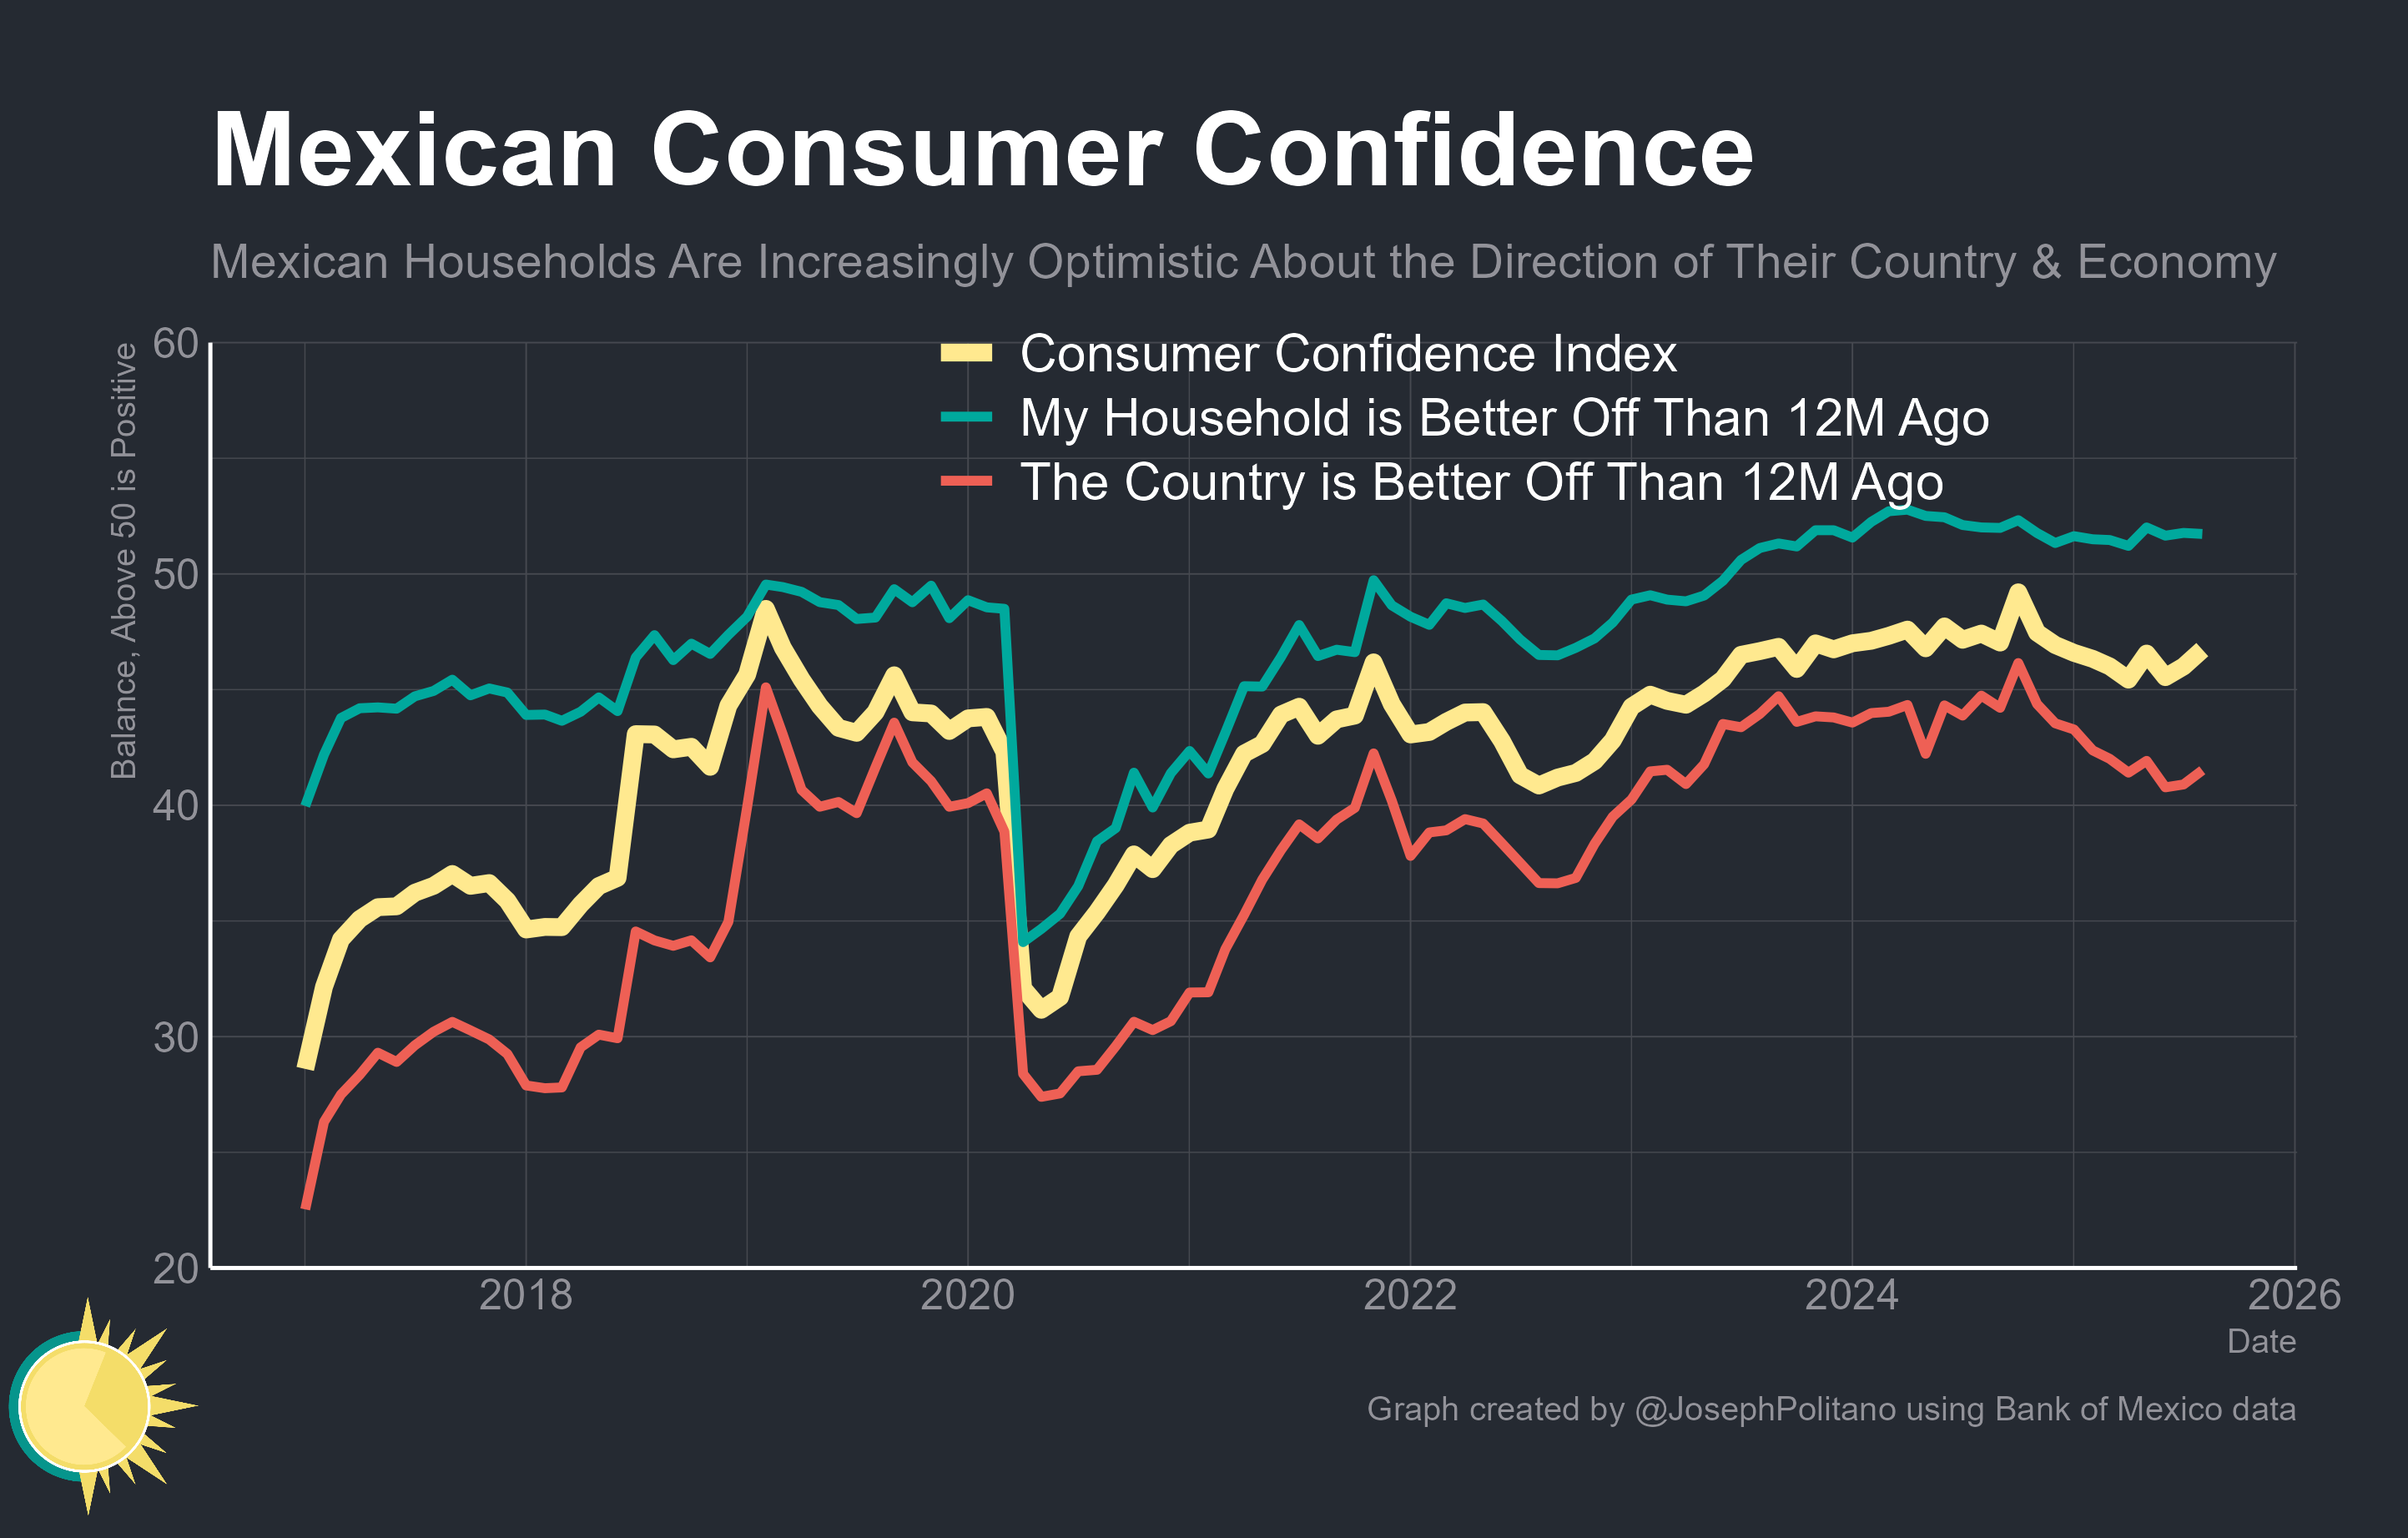 Mexican Consumer Confidence
Mexican Households Are Increasingly Optimistic About the Direction of Their Country & Economy
Balance, Above 50 is Positive
60
50
40
30
20
Consumer Confidence Index
My Household is Better Off Than 12M Ago
The Country is Better Off Than 12M Ago
2018 2020 2022 2024 2026
Date
Graph created by @JosephPolitano using Bank of Mexico data